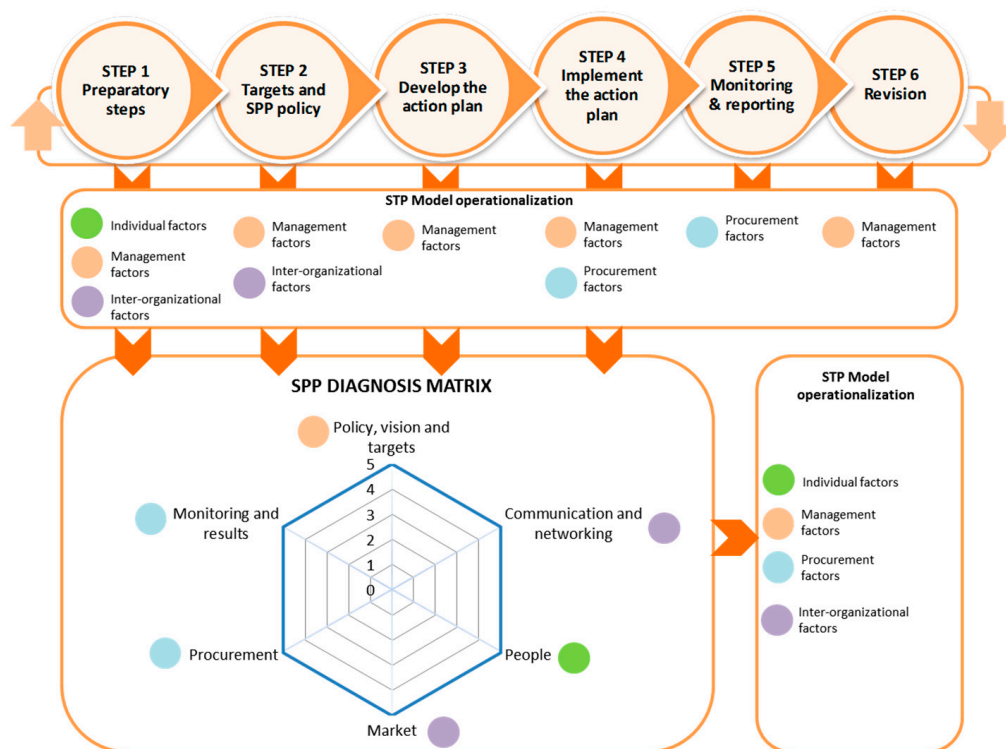 STEP 1
Preparatory
steps
STEP 2
Targets and
SPP policy
STEP 3
Develop the
action plan
STEP 4
Implement
the action
plan
STEP 5
Monitoring
& reporting
STEP 6
Revision
STP Model operationalization
Individual factors
Management
factors
Inter-organizational
factors
Management
factors
Inter-organizational
factors
Management
factors
Management
factors
Procurement
factors
Procurement
factors
Management
factors
SPP DIAGNOSIS MATRIX
Policy, vision and
targets
5
4
3
2
1
0
Monitoring and
results
Communication and
networking
Procurement
People
Market
STP Model
operationalization
Individual factors
Management
factors
Procurement
factors
Inter-organizational
factors